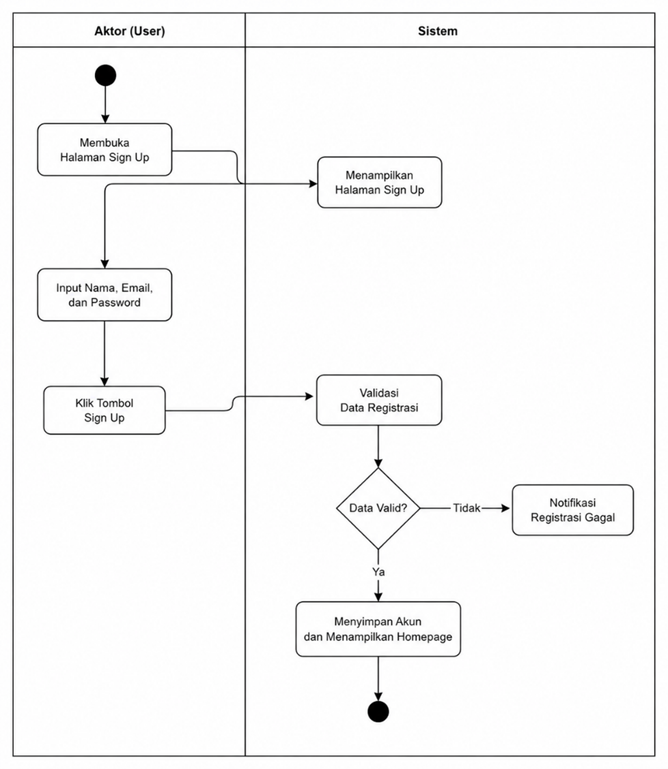 Aktor (User)
Sistem
Membuka
Halaman Sign Up
Menampilkan
Halaman Sign Up
Input Nama, Email,
dan Password
Klik Tombol
Sign Up
Validasi
Data Registrasi
Data Valid?
Tidak
Notifikasi
Registrasi Gagal
Ya
Menyimpan Akun
dan Menampilkan Homepage